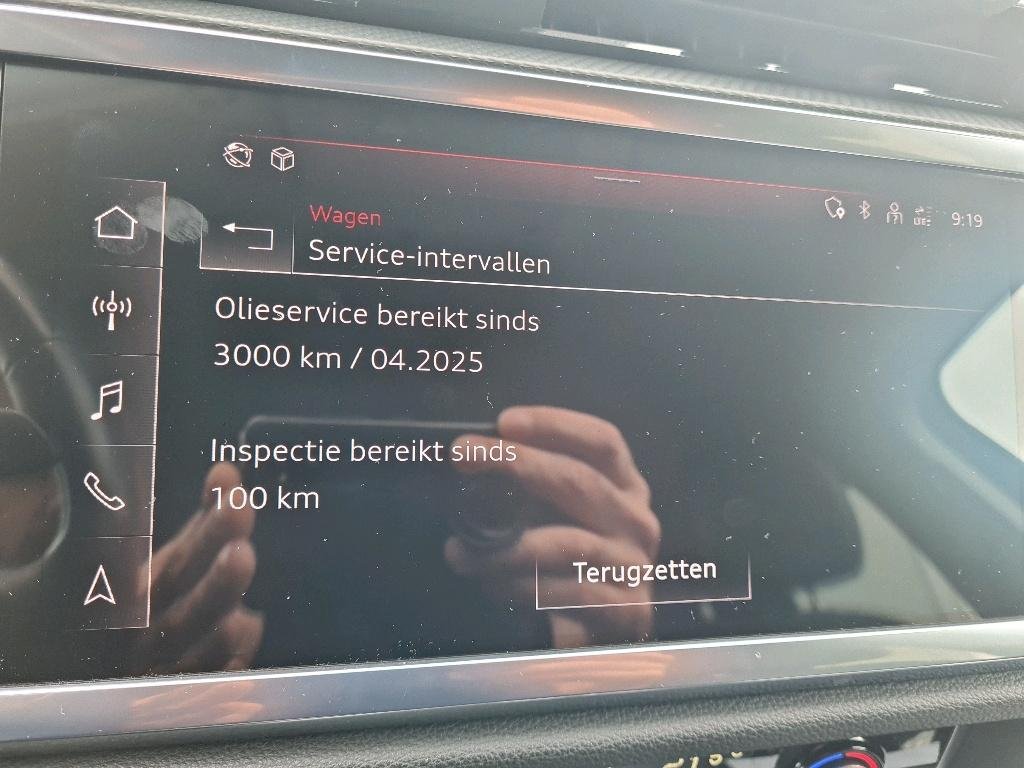 9:19
Wagen
Service-intervallen
Olieservice bereikt sinds
3000 km / 04.2025
Inspectie bereikt sinds
100 km
Terugzetten